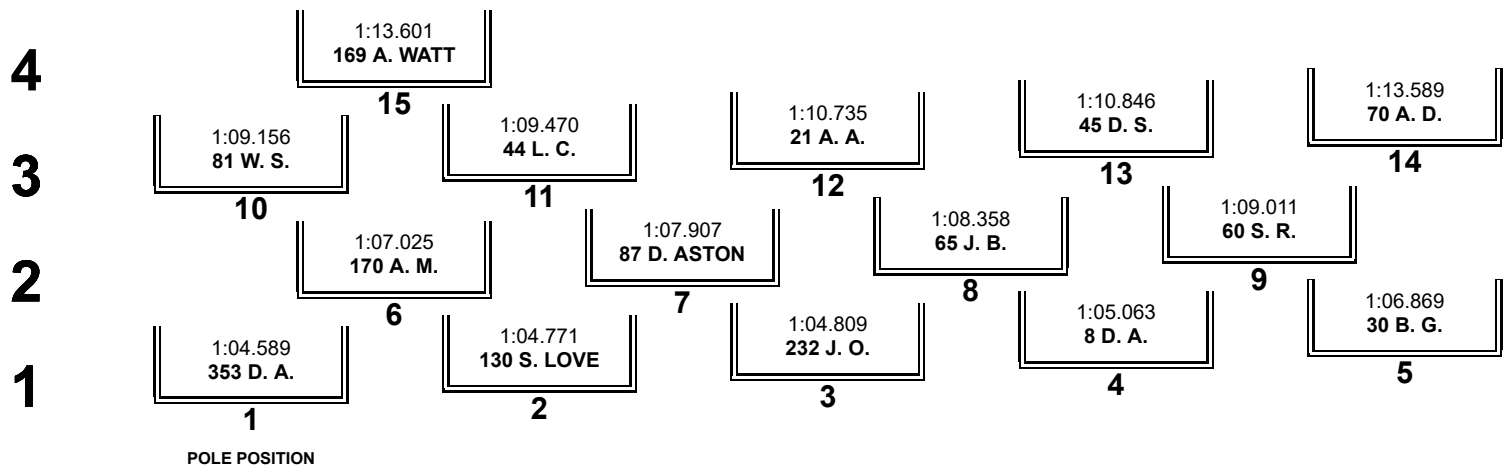 4
1:13.601
169 A. WATT
15
3
1:09.156
81 W. S.
10
1:09.470
44 L. C.
11
1:10.735
21 A. A.
12
1:10.846
45 D. S.
13
1:13.589
70 A. D.
14
2
1:07.025
170 A. M.
6
1:07.907
87 D. ASTON
7
1:08.358
65 J. B.
8
1:09.011
60 S. R.
9
1
1:04.589
353 D. A.
1
1:04.771
130 S. LOVE
2
1:04.809
232 J. O.
3
1:05.063
8 D. A.
4
1:06.869
30 B. G.
5
POLE POSITION